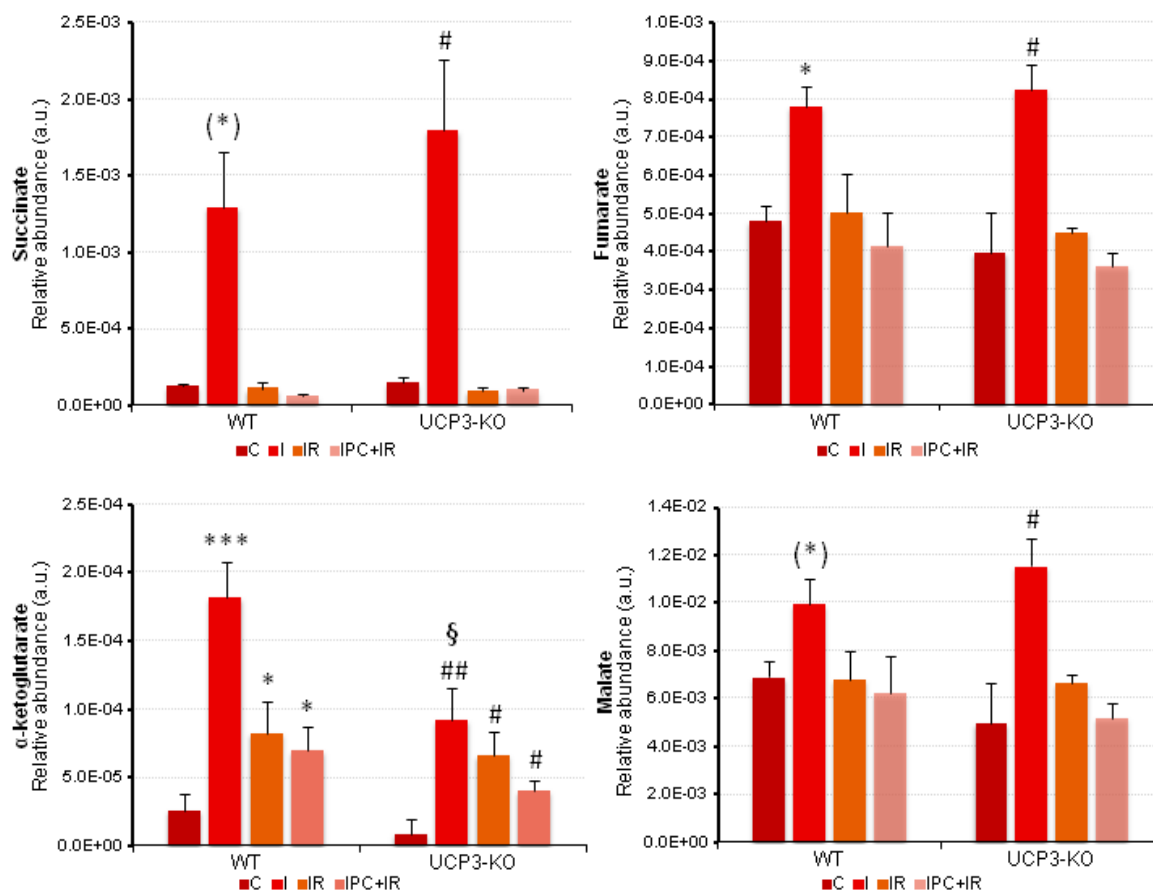 Succinate
Relative abundance (a.u.)
2.5E-03
2.0E-03
1.5E-03
1.0E-03
5.0E-04
0.0E+00
(*)
#
WT UCP3-KO
C I IR IPC+IR
Fumarate
Relative abundance (a.u.)
1.0E-03
9.0E-04
8.0E-04
7.0E-04
6.0E-04
5.0E-04
4.0E-04
3.0E-04
2.0E-04
1.0E-04
0.0E+00
*
#
WT UCP3-KO
C I IR IPC+IR
α-ketoglutarate
Relative abundance (a.u.)
2.5E-04
2.0E-04
1.5E-04
1.0E-04
5.0E-05
0.0E+00
***
*
*
§
##
#
#
WT UCP3-KO
C I IR IPC+IR
Malate
Relative abundance (a.u.)
1.4E-02
1.2E-02
1.0E-02
8.0E-03
6.0E-03
4.0E-03
2.0E-03
0.0E+00
(*)
#
WT UCP3-KO
C I IR IPC+IR